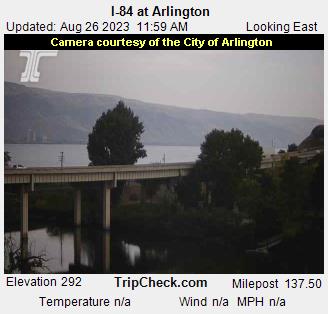 I-84 at Arlington
Updated: Aug 26 2023 11:59 AM Looking East
Camera courtesy of the City of Arlington
Elevation 292 TripCheck.com Milepost 137.50
Temperature n/a Wind n/a MPH n/a